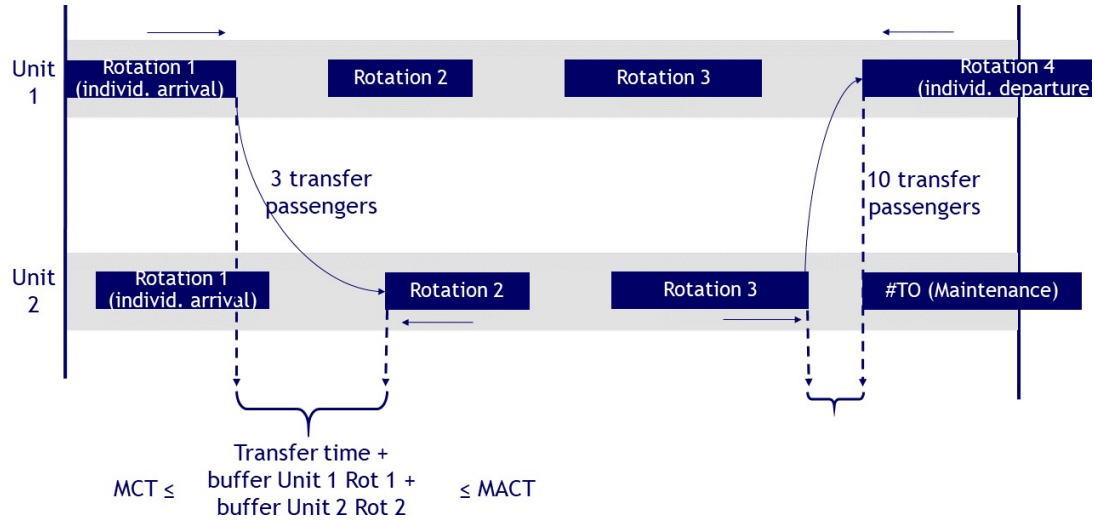 Unit
1
Rotation 1
(individ. arrival)
Rotation 2
Rotation 3
Rotation 4
(individ. departure
3 transfer
passengers
10 transfer
passengers
Unit
2
Rotation 1
(individ. arrival)
Rotation 2
Rotation 3
#TO (Maintenance)
MCT ≤
Transfer time +
buffer Unit 1 Rot 1 +
buffer Unit 2 Rot 2
≤ MACT